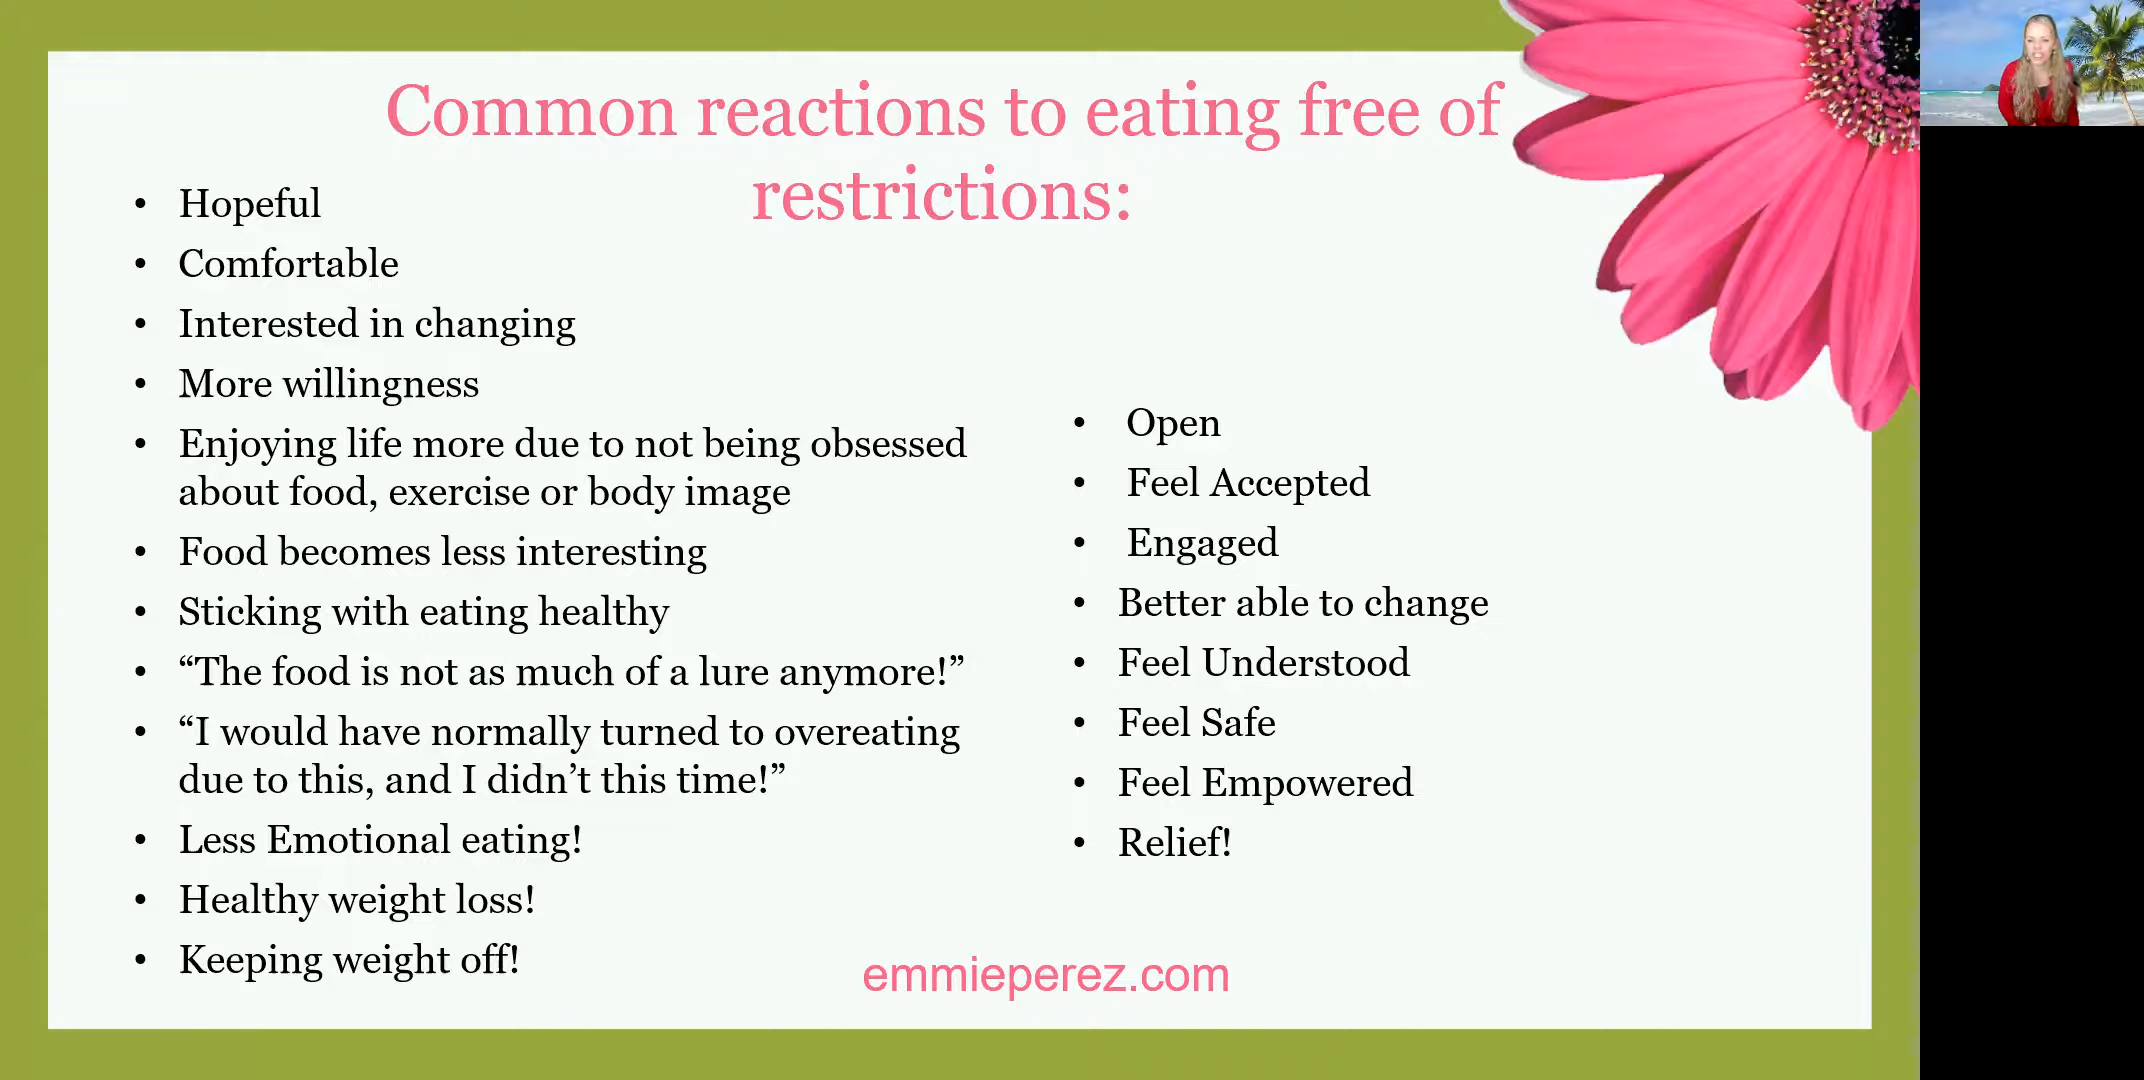 Common reactions to eating free of
restrictions:
• Hopeful
• Comfortable
• Interested in changing
• More willingness
• Enjoying life more due to not being obsessed
about food, exercise or body image
• Food becomes less interesting
• Sticking with eating healthy
• “The food is not as much of a lure anymore!”
• “I would have normally turned to overeating
due to this, and I didn’t this time!”
• Less Emotional eating!
• Healthy weight loss!
• Keeping weight off!
• Open
• Feel Accepted
• Engaged
• Better able to change
• Feel Understood
• Feel Safe
• Feel Empowered
• Relief!
emmieperez.com